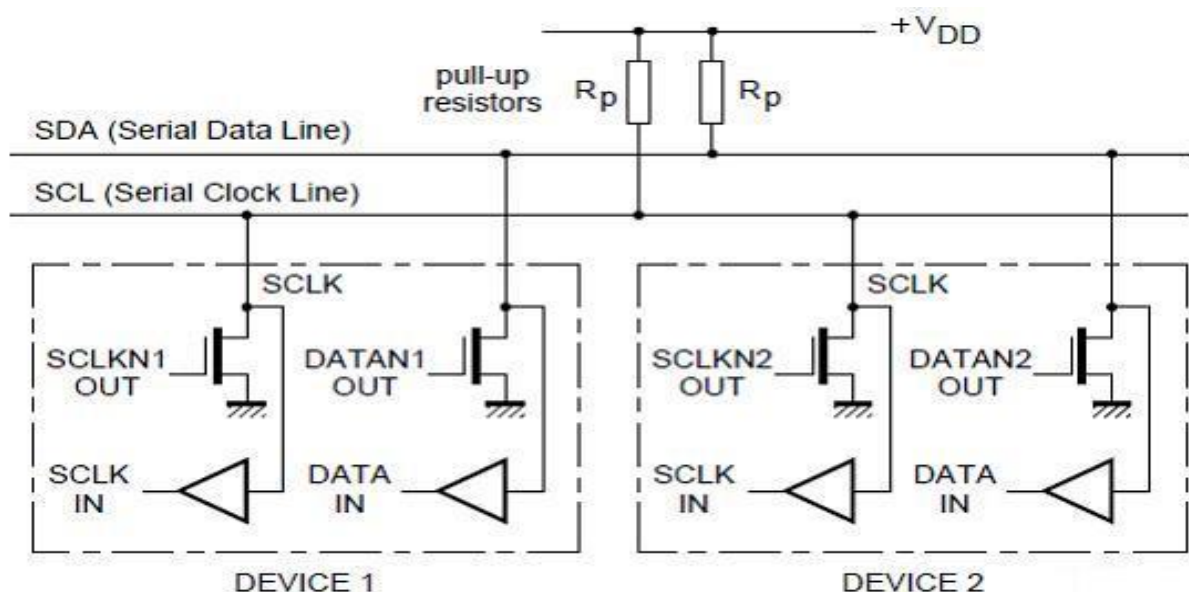 +VDD
pull-up
resistors
Rp
Rp
SDA (Serial Data Line)
SCL (Serial Clock Line)
SCLK
SCLKN1
OUT
DATAN1
OUT
SCLK
IN
DATA
IN
DEVICE 1
SCLK
SCLKN2
OUT
DATAN2
OUT
SCLK
IN
DATA
IN
DEVICE 2